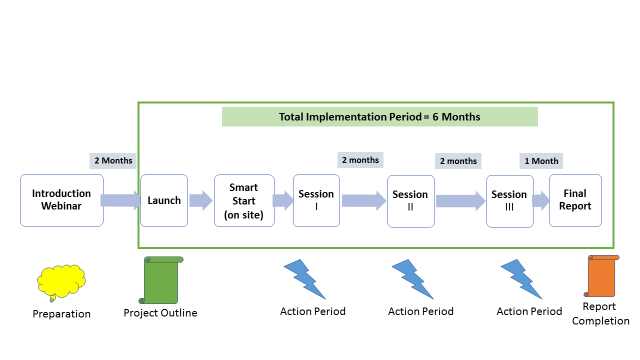 Total Implementation Period = 6 Months
2 Months
2 months
2 months
1 Month
Introduction
Webinar
Launch
Smart
Start
(on site)
Session
I
Session
II
Session
III
Final
Report
Preparation
Project Outline
Action Period
Action Period
Action Period
Report
Completion